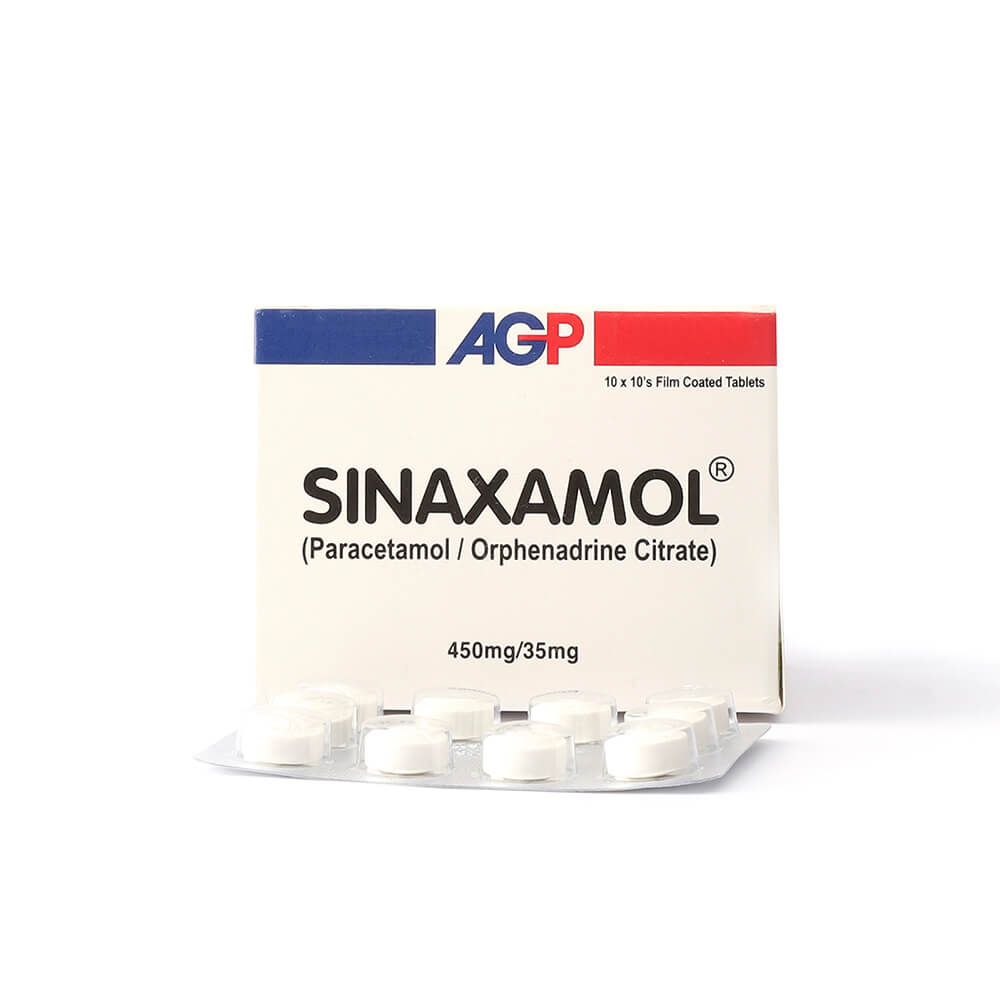 AGP
10 x 10's Film Coated Tablets
SINAXAMOL®
(Paracetamol / Orphenadrine Citrate)
450mg/35mg